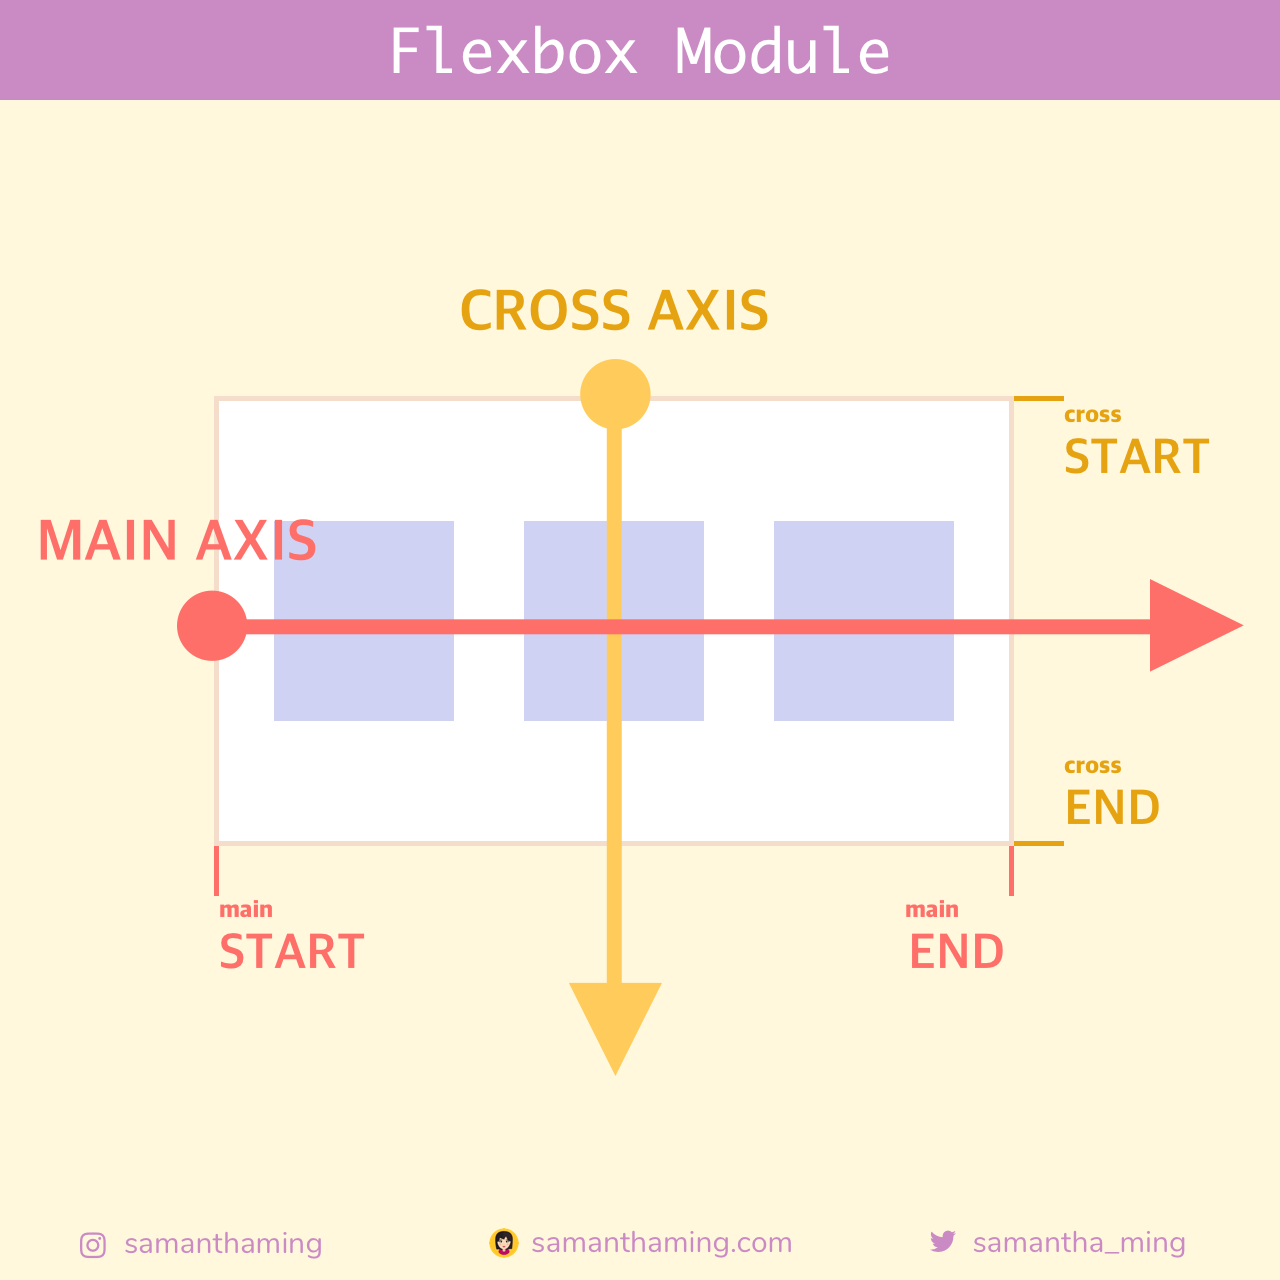 Flexbox Module
CROSS AXIS
cross
START
MAIN AXIS
cross
END
main
START
main
END
samanthaming
samanthaming.com
samantha_ming